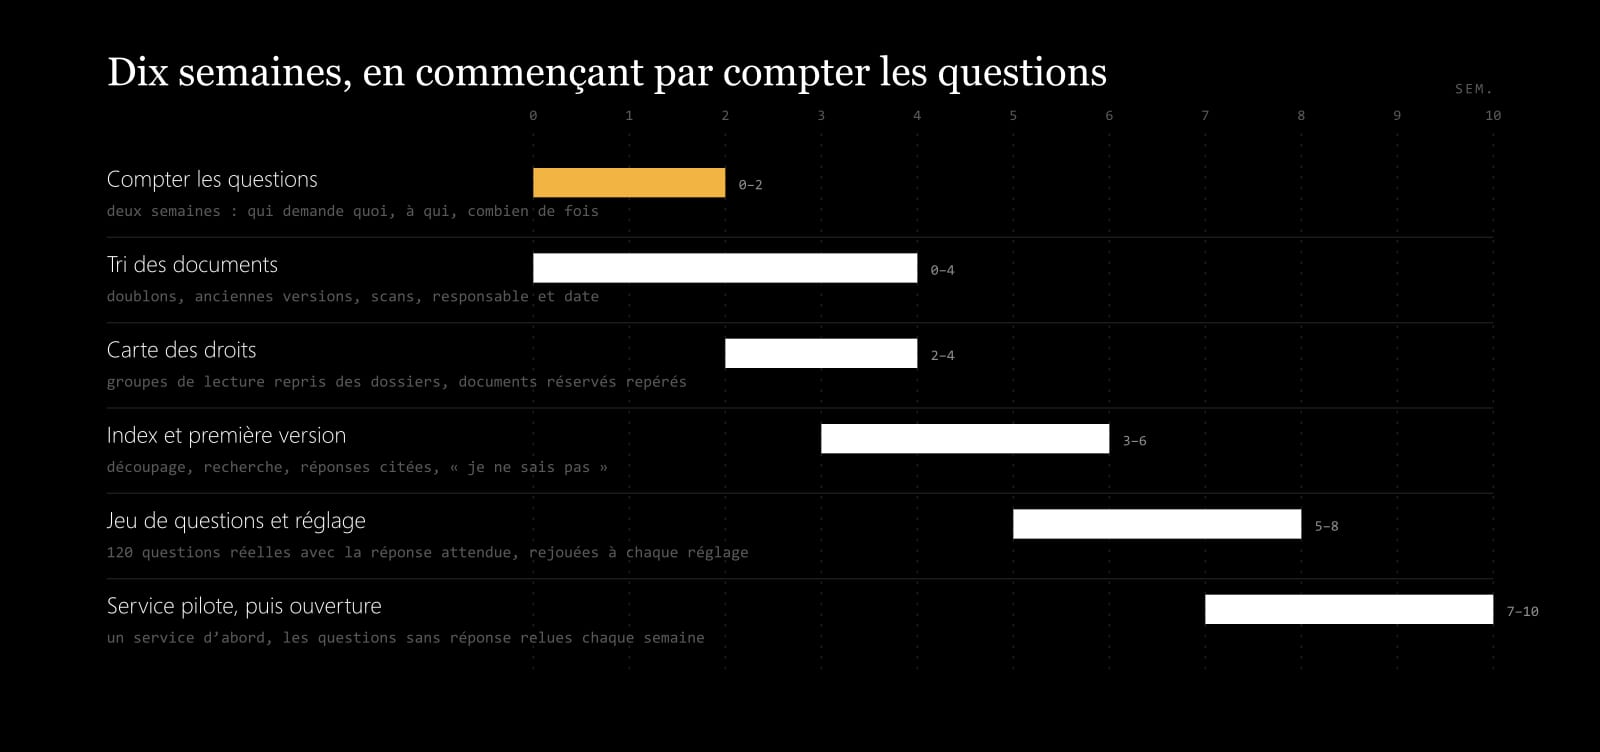 Dix semaines, en commençant par compter les questions
SEM.
0 1 2 3 4 5 6 7 8 9 10
Compter les questions
0–2
deux semaines : qui demande quoi, à qui, combien de fois
Tri des documents
0–4
doublons, anciennes versions, scans, responsable et date
Carte des droits
2–4
groupes de lecture repris des dossiers, documents réservés repérés
Index et première version
3–6
découpage, recherche, réponses citées, « je ne sais pas »
Jeu de questions et réglage
5–8
120 questions réelles avec la réponse attendue, rejouées à chaque réglage
Service pilote, puis ouverture
7–10
un service d’abord, les questions sans réponse relues chaque semaine